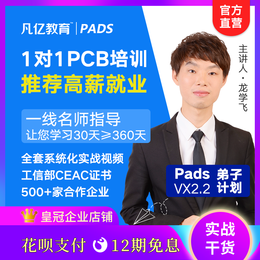 凡亿教育 | PADS
官方
直营
1对1PCB培训
推荐高薪就业
主讲人·龙学飞
一线名师指导
让您学习30天≥360天
全套系统化实战视频
工信部CEAC证书
500+家合作企业
Pads
VX2.2
弟子
计划
皇冠企业店铺
花呗支付
12期免息
实战
干货